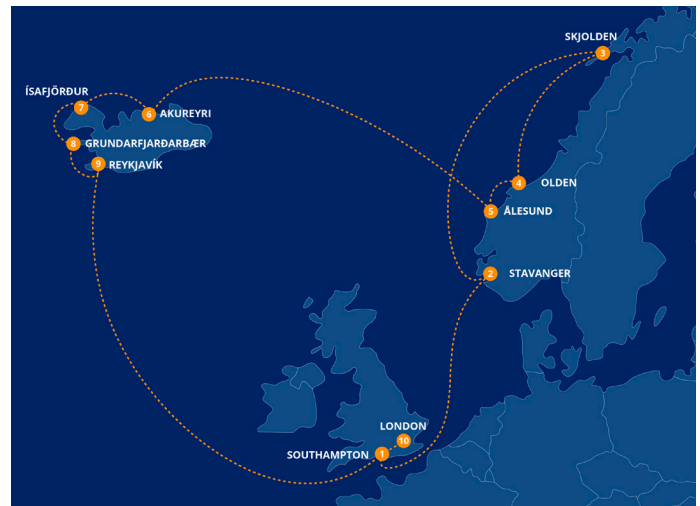 SKJOLDEN
3
ÍSAFJÖRÐUR
7
6
AKUREYRI
8
GRUNDARFJARÐARBÆR
9
REYKJAVÍK
4
OLDEN
5
ÅLESUND
2
STAVANGER
LONDON
10
SOUTHAMPTON
1